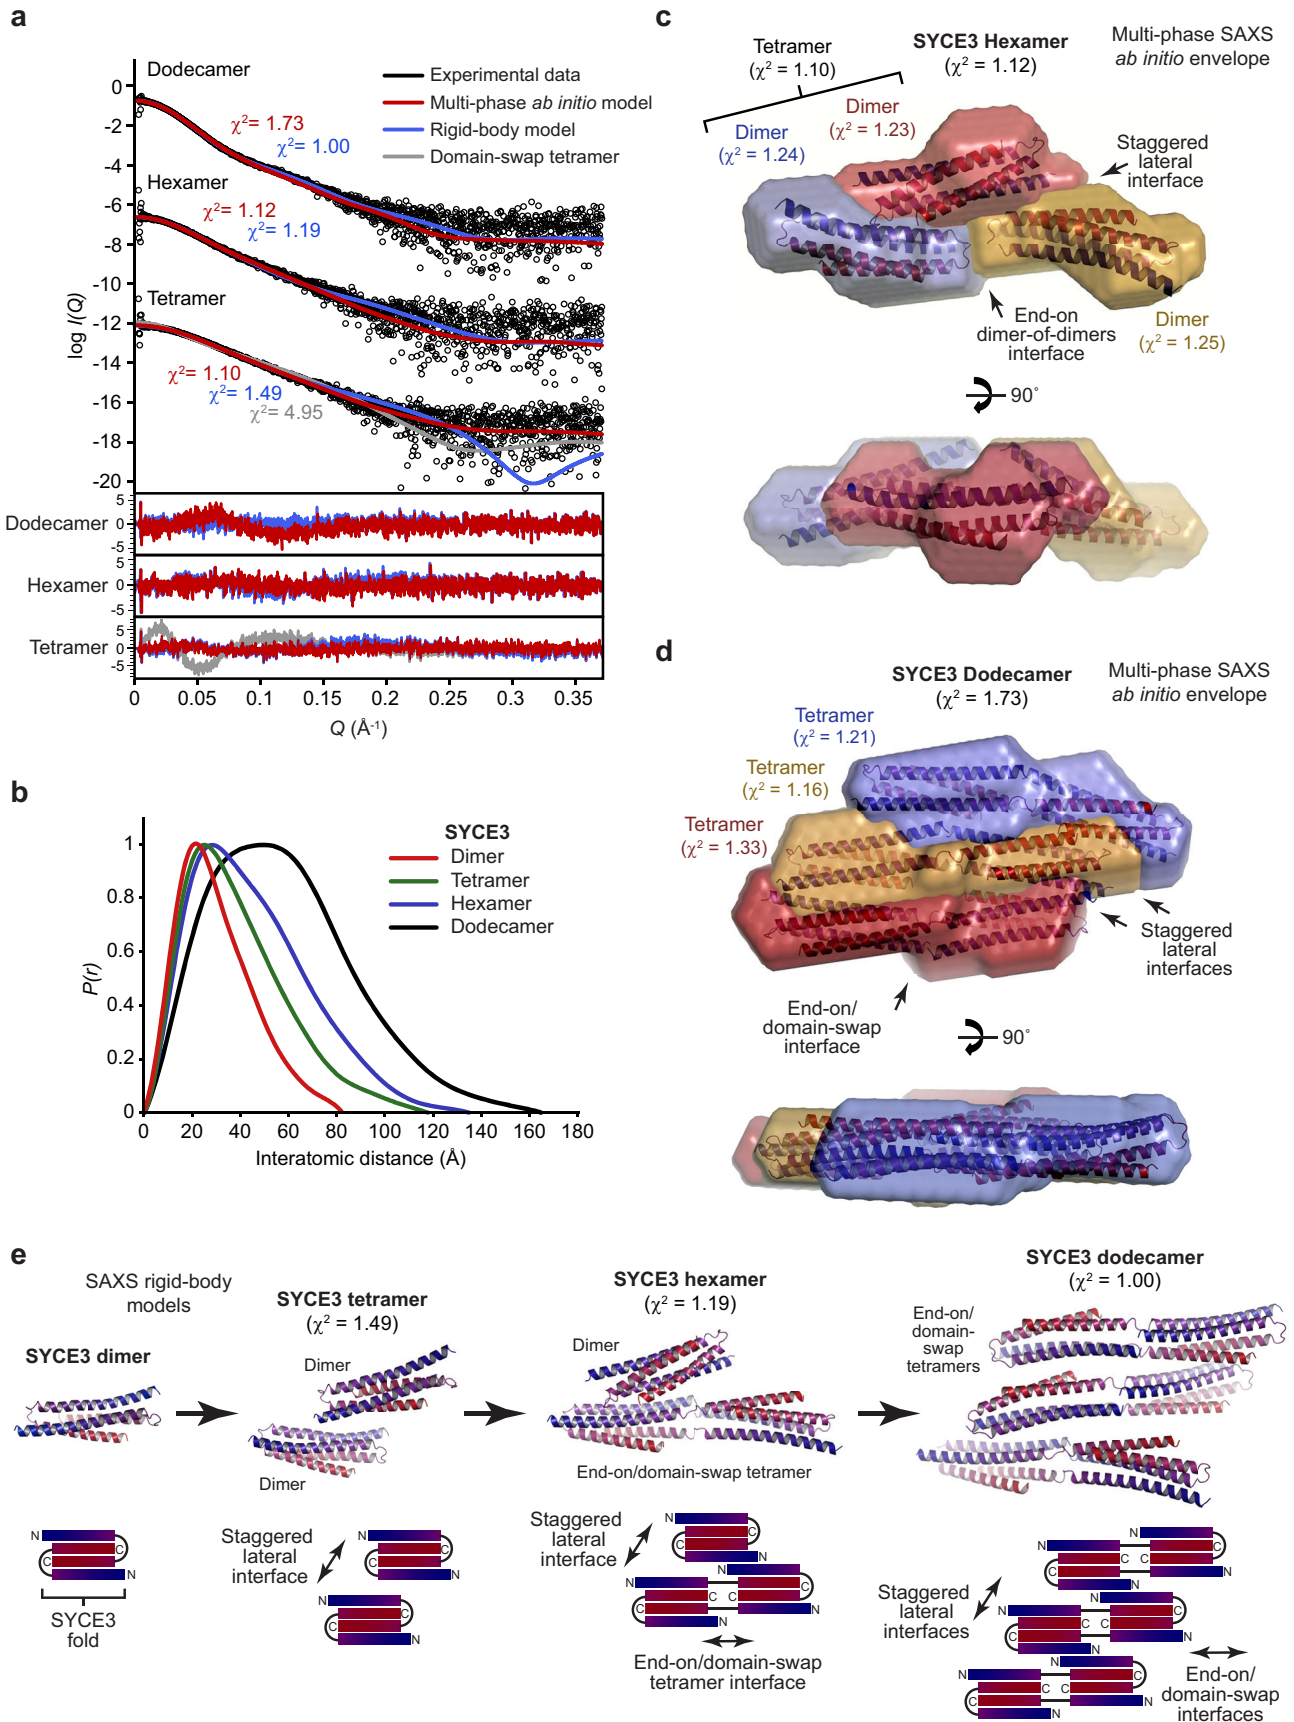 a
Dodecamer
Experimental data
Multi-phase ab initio model
Rigid-body model
Domain-swap tetramer
χ²= 1.73
χ²= 1.00
Hexamer
χ²= 1.12
χ²= 1.19
Tetramer
χ²= 1.10
χ²= 1.49
χ²= 4.95
log I(Q)
0
-2
-4
-6
-8
-10
-12
-14
-16
-18
-20
Dodecamer
5
0
-5
Hexamer
5
0
-5
Tetramer
5
0
-5
0
0.05
0.1
0.15
0.2
0.25
0.3
0.35
Q (Å-1)
b
SYCE3
Dimer
Tetramer
Hexamer
Dodecamer
P(r)
1
0.8
0.6
0.4
0.2
0
0
20
40
60
80
100
120
140
160
180
Interatomic distance (Å)
c
Tetramer
(χ² = 1.10)
SYCE3 Hexamer
(χ² = 1.12)
Multi-phase SAXS
ab initio envelope
Dimer
(χ² = 1.24)
Dimer
(χ² = 1.23)
Staggered
lateral
interface
End-on
dimer-of-dimers
interface
Dimer
(χ² = 1.25)
90°
d
SYCE3 Dodecamer
(χ² = 1.73)
Multi-phase SAXS
ab initio envelope
Tetramer
(χ² = 1.21)
Tetramer
(χ² = 1.16)
Tetramer
(χ² = 1.33)
Staggered
lateral
interfaces
End-on/
domain-swap
interface
90°
e
SAXS rigid-body
models
SYCE3 dimer
SYCE3 tetramer
(χ² = 1.49)
Dimer
Dimer
SYCE3 hexamer
(χ² = 1.19)
Dimer
End-on/domain-swap tetramer
SYCE3 dodecamer
(χ² = 1.00)
End-on/
domain-
swap
tetramers
N
C
C
N
SYCE3
fold
Staggered
lateral
interface
N
C
N
C
C
N
Staggered
lateral
interface
N
C
N
N
C
C
C
N
End-on/domain-swap
tetramer interface
Staggered
lateral
interfaces
N
N
C
C
C
N
N
N
C
C
C
N
N
N
C
C
C
N
N
End-on/
domain-swap
interfaces